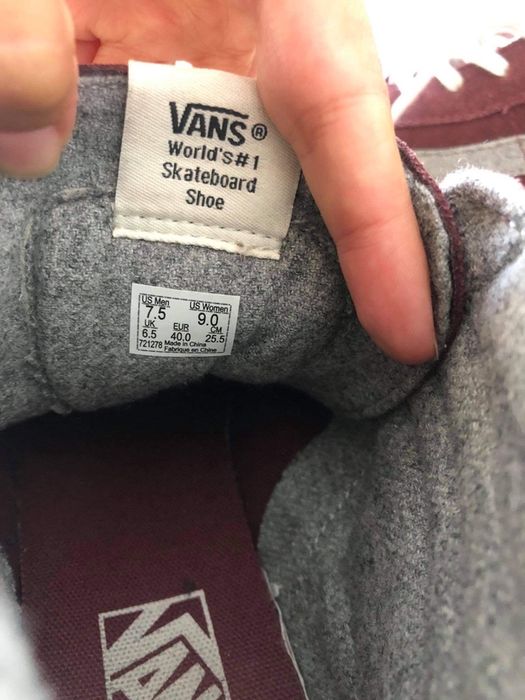 VANS®
World's#1
Skateboard
Shoe
US Men US Women
7.5 9.0
UK EUR CM
6.5 40.0 25.5
721278 Made in China
Fabriqué en Chine
VANS